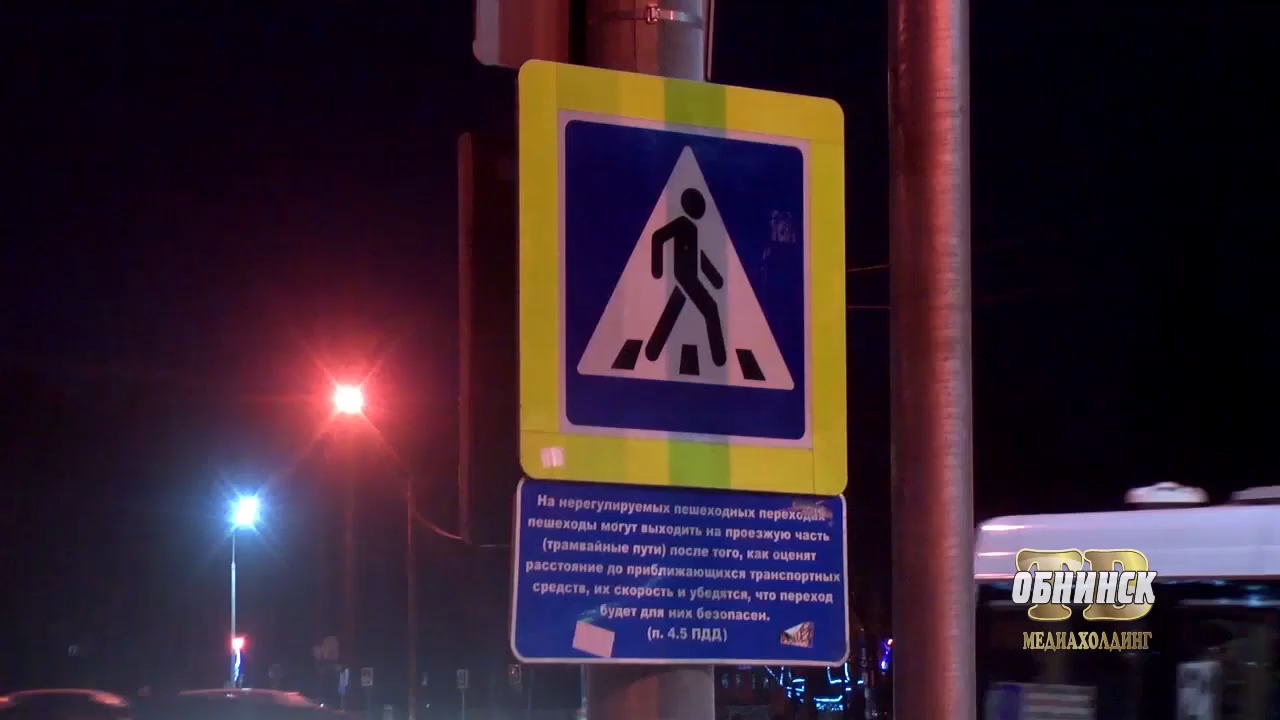 На нерегулируемых пешеходных переходах
пешеходы могут выходить на проезжую часть
(трамвайные пути) после того, как оценят
расстояние до приближающихся транспортных
средств, их скорость и убедятся, что переход
будет для них безопасен.
(п. 4.5 ПДД)
ТВ
ОБНИНСК
МЕДИАХОЛДИНГ